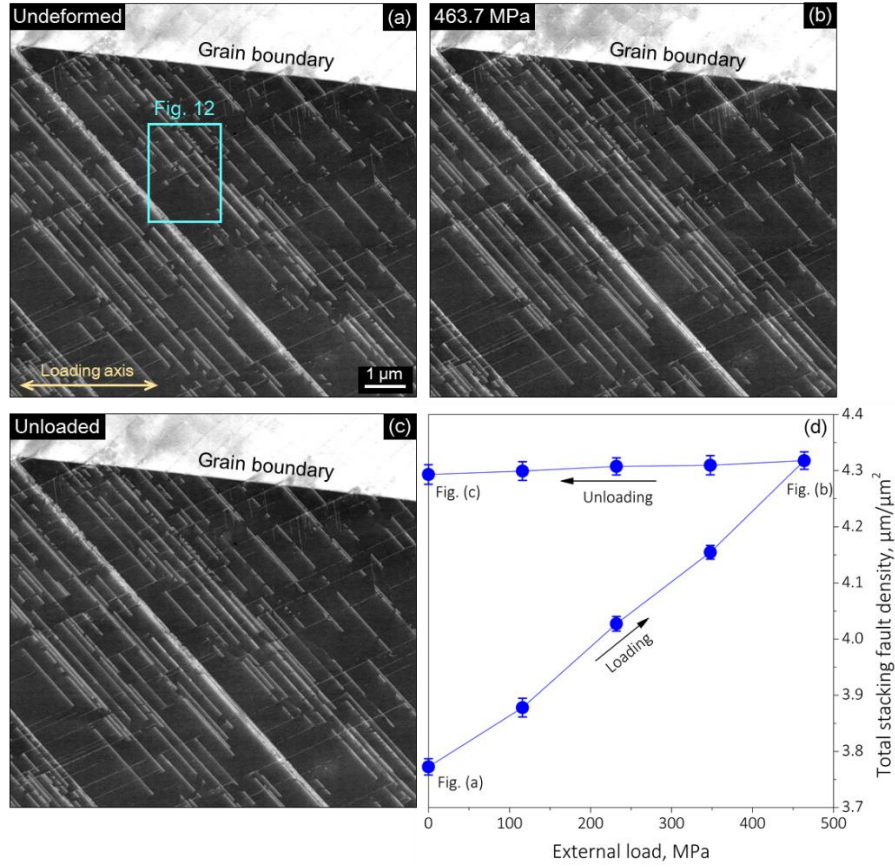 Undeformed
(a)
Grain boundary
Fig. 12
Loading axis
1 µm
463.7 MPa
(b)
Grain boundary
Unloaded
(c)
Grain boundary
(d)
4.4
4.3
4.2
4.1
4.0
3.9
3.8
3.7
Fig. (c)
Unloading
Fig. (b)
Loading
Fig. (a)
0
100
200
300
400
500
External load, MPa
Total stacking fault density, µm/µm²